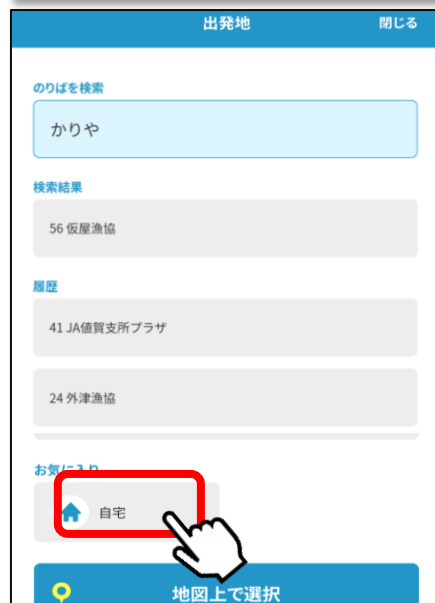 出発地
閉じる
のりばを検索
かりや
検索結果
56 仮屋漁協
履歴
41 JA値賀支所プラザ
24 外津漁協
お気に入り
自宅
地図上で選択